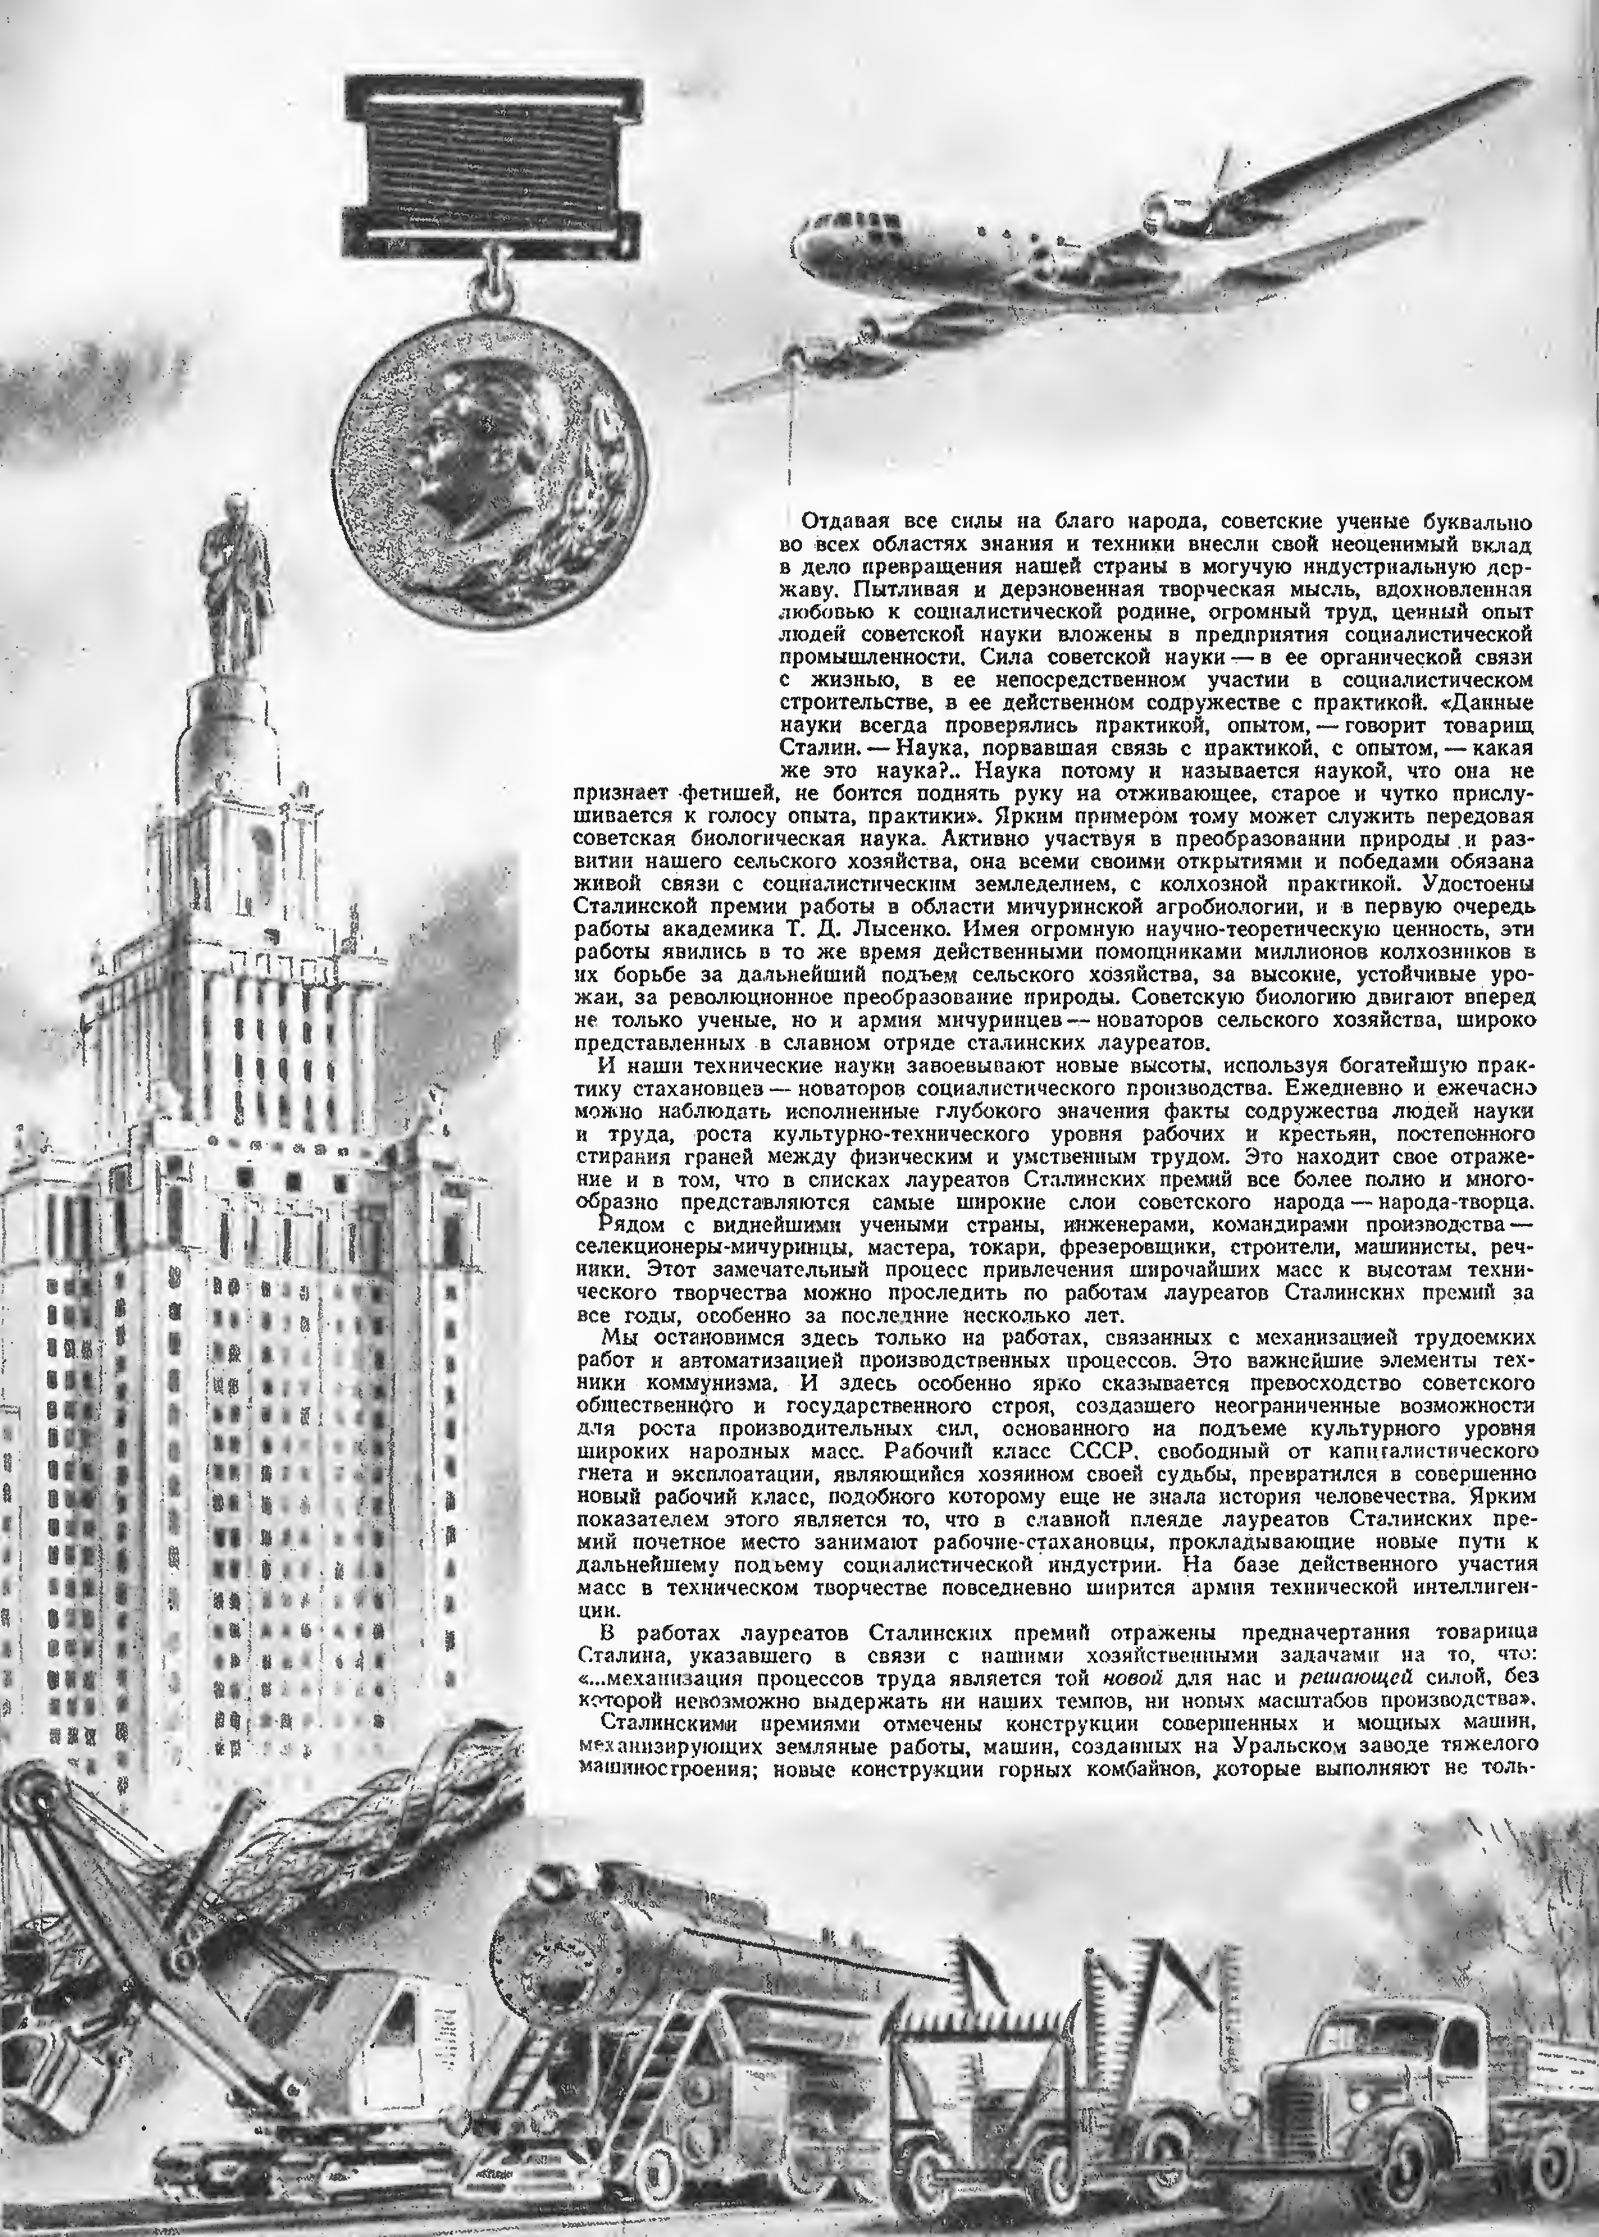 Отдавая все силы на благо народа, советские ученые буквально
во всех областях знания и техники внесли свой неоценимый вклад
в дело превращения нашей страны в могучую индустриальную дер-
жаву. Пытливая и дерзновенная творческая мысль, вдохновленная
любовью к социалистической родине, огромный труд, ценный опыт
людей советской науки вложены в предприятия социалистической
промышленности. Сила советской науки — в ее органической связи
с жизнью, в ее непосредственном участии в социалистическом
строительстве, в ее действенном содружестве с практикой. «Данные
науки всегда проверялись практикой, опытом, — говорит товарищ
Сталин. — Наука, порвавшая связь с практикой, с опытом, — какая
же это наука?.. Наука потому и называется наукой, что она не
признает фетишей, не боится поднять руку на отживающее, старое и чутко прислу-
шивается к голосу опыта, практики». Ярким примером тому может служить передовая
советская биологическая наука. Активно участвуя в преобразовании природы и раз-
витии нашего сельского хозяйства, она всеми своими открытиями и победами обязана
живой связи с социалистическим земледелием, с колхозной практикой. Удостоены
Сталинской премии работы в области мичуринской агробиологии, и в первую очередь
работы академика Т. Д. Лысенко. Имея огромную научно-теоретическую ценность, эти
работы явились в то же время действенными помощниками миллионов колхозников в
их борьбе за дальнейший подъем сельского хозяйства, за высокие, устойчивые уро-
жаи, за революционное преобразование природы. Советскую биологию двигают вперед
не только ученые, но и армия мичуринцев — новаторов сельского хозяйства, широко
представленных в славном отряде сталинских лауреатов.
И наши технические науки завоевывают новые высоты, используя богатейшую прак-
тику стахановцев — новаторов социалистического производства. Ежедневно и ежечасно
можно наблюдать исполненные глубокого значения факты содружества людей науки
и труда, роста культурно-технического уровня рабочих и крестьян, постепенного
стирания граней между физическим и умственным трудом. Это находит свое отраже-
ние и в том, что в списках лауреатов Сталинских премий все более полно и много-
образно представляются самые широкие слои советского народа — народа-творца.
Рядом с виднейшими учеными страны, инженерами, командирами производства —
селекционеры-мичуринцы, мастера, токари, фрезеровщики, строители, машинисты, реч-
ники. Этот замечательный процесс привлечения широчайших масс к высотам техни-
ческого творчества можно проследить по работам лауреатов Сталинских премий за
все годы, особенно за последние несколько лет.
Мы остановимся здесь только на работах, связанных с механизацией трудоемких
работ и автоматизацией производственных процессов. Это важнейшие элементы тех-
ники коммунизма. И здесь особенно ярко сказывается превосходство советского
общественного и государственного строя, создавшего неограниченные возможности
для роста производительных сил, основанного на подъеме культурного уровня
широких народных масс. Рабочий класс СССР, свободный от капиталистического
гнета и эксплоатации, являющийся хозяином своей судьбы, превратился в совершенно
новый рабочий класс, подобного которому еще не знала история человечества. Ярким
показателем этого является то, что в славной плеяде лауреатов Сталинских пре-
мий почетное место занимают рабочие-стахановцы, прокладывающие новые пути к
дальнейшему подъему социалистической индустрии. На базе действенного участия
масс в техническом творчестве повседневно ширится армия технической интеллиген-
ции.
В работах лауреатов Сталинских премий отражены предначертания товарища
Сталина, указавшего в связи с нашими хозяйственными задачами на то, что:
«...механизация процессов труда является той новой для нас и решающей силой, без
которой невозможно выдержать ни наших темпов, ни новых масштабов производства».
Сталинскими премиями отмечены конструкции совершенных и мощных машин,
механизирующих земляные работы, машин, созданных на Уральском заводе тяжелого
машиностроения; новые конструкции горных комбайнов, которые выполняют не толь-